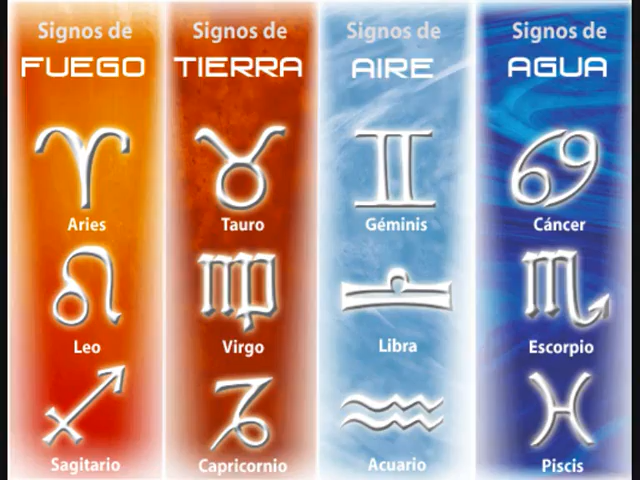 Signos de
FUEGO
Aries
Leo
Sagitario
Signos de
TIERRA
Tauro
Virgo
Capricornio
Signos de
AIRE
Géminis
Libra
Acuario
Signos de
AGUA
Cáncer
Escorpio
Piscis